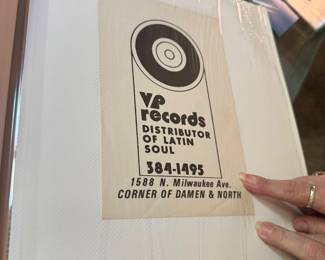 VP
records
DISTRIBUTOR
OF LATIN
SOUL
384-1495
1588 N. Milwaukee Ave.
CORNER OF DAMEN & NORTH